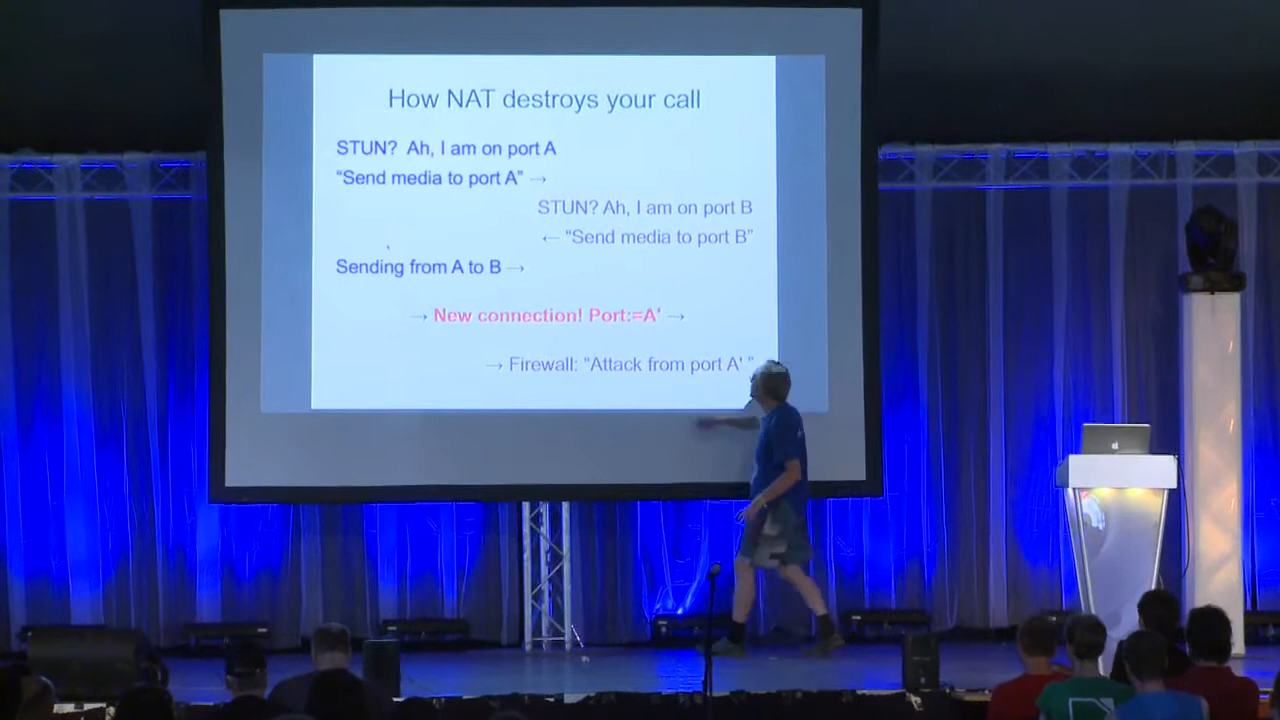 How NAT destroys your call
STUN? Ah, I am on port A
“Send media to port A” →
STUN? Ah, I am on port B
← “Send media to port B”
Sending from A to B →
→ New connection! Port:=A' →
→ Firewall: “Attack from port A' ”